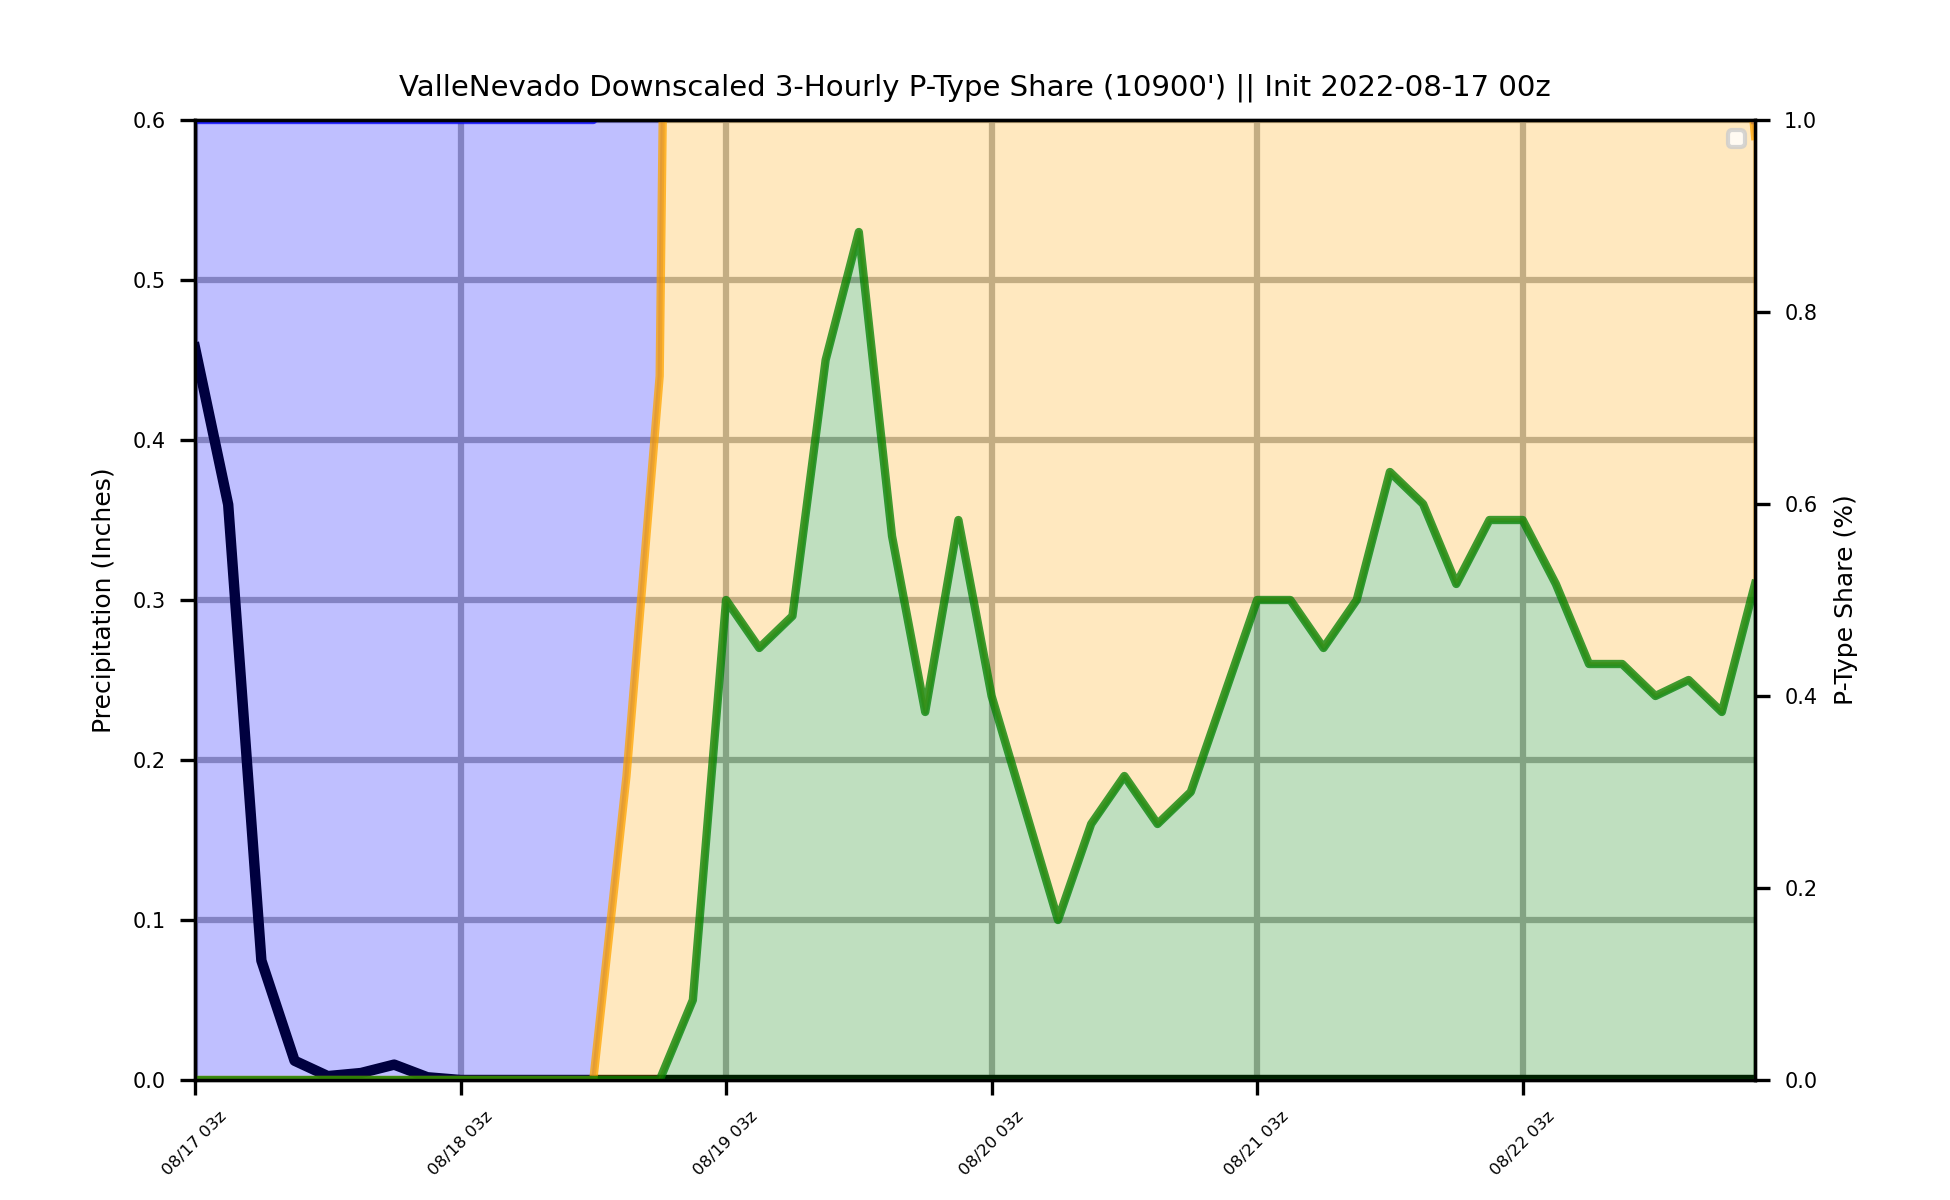 ValleNevado Downscaled 3-Hourly P-Type Share (10900') || Init 2022-08-17 00z
Precipitation (Inches)
0.6
0.5
0.4
0.3
0.2
0.1
0.0
1.0
0.8
0.6
0.4
0.2
0.0
P-Type Share (%)
08/17 03z
08/18 03z
08/19 03z
08/20 03z
08/21 03z
08/22 03z